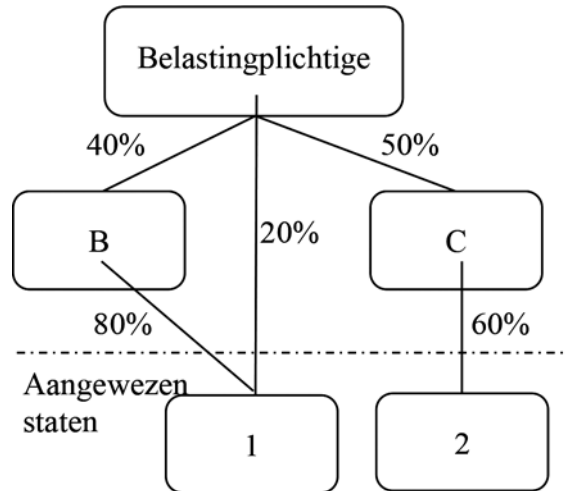 Belastingplichtige
40%
50%
B
20%
C
80%
60%
Aangewezen
staten
1
2